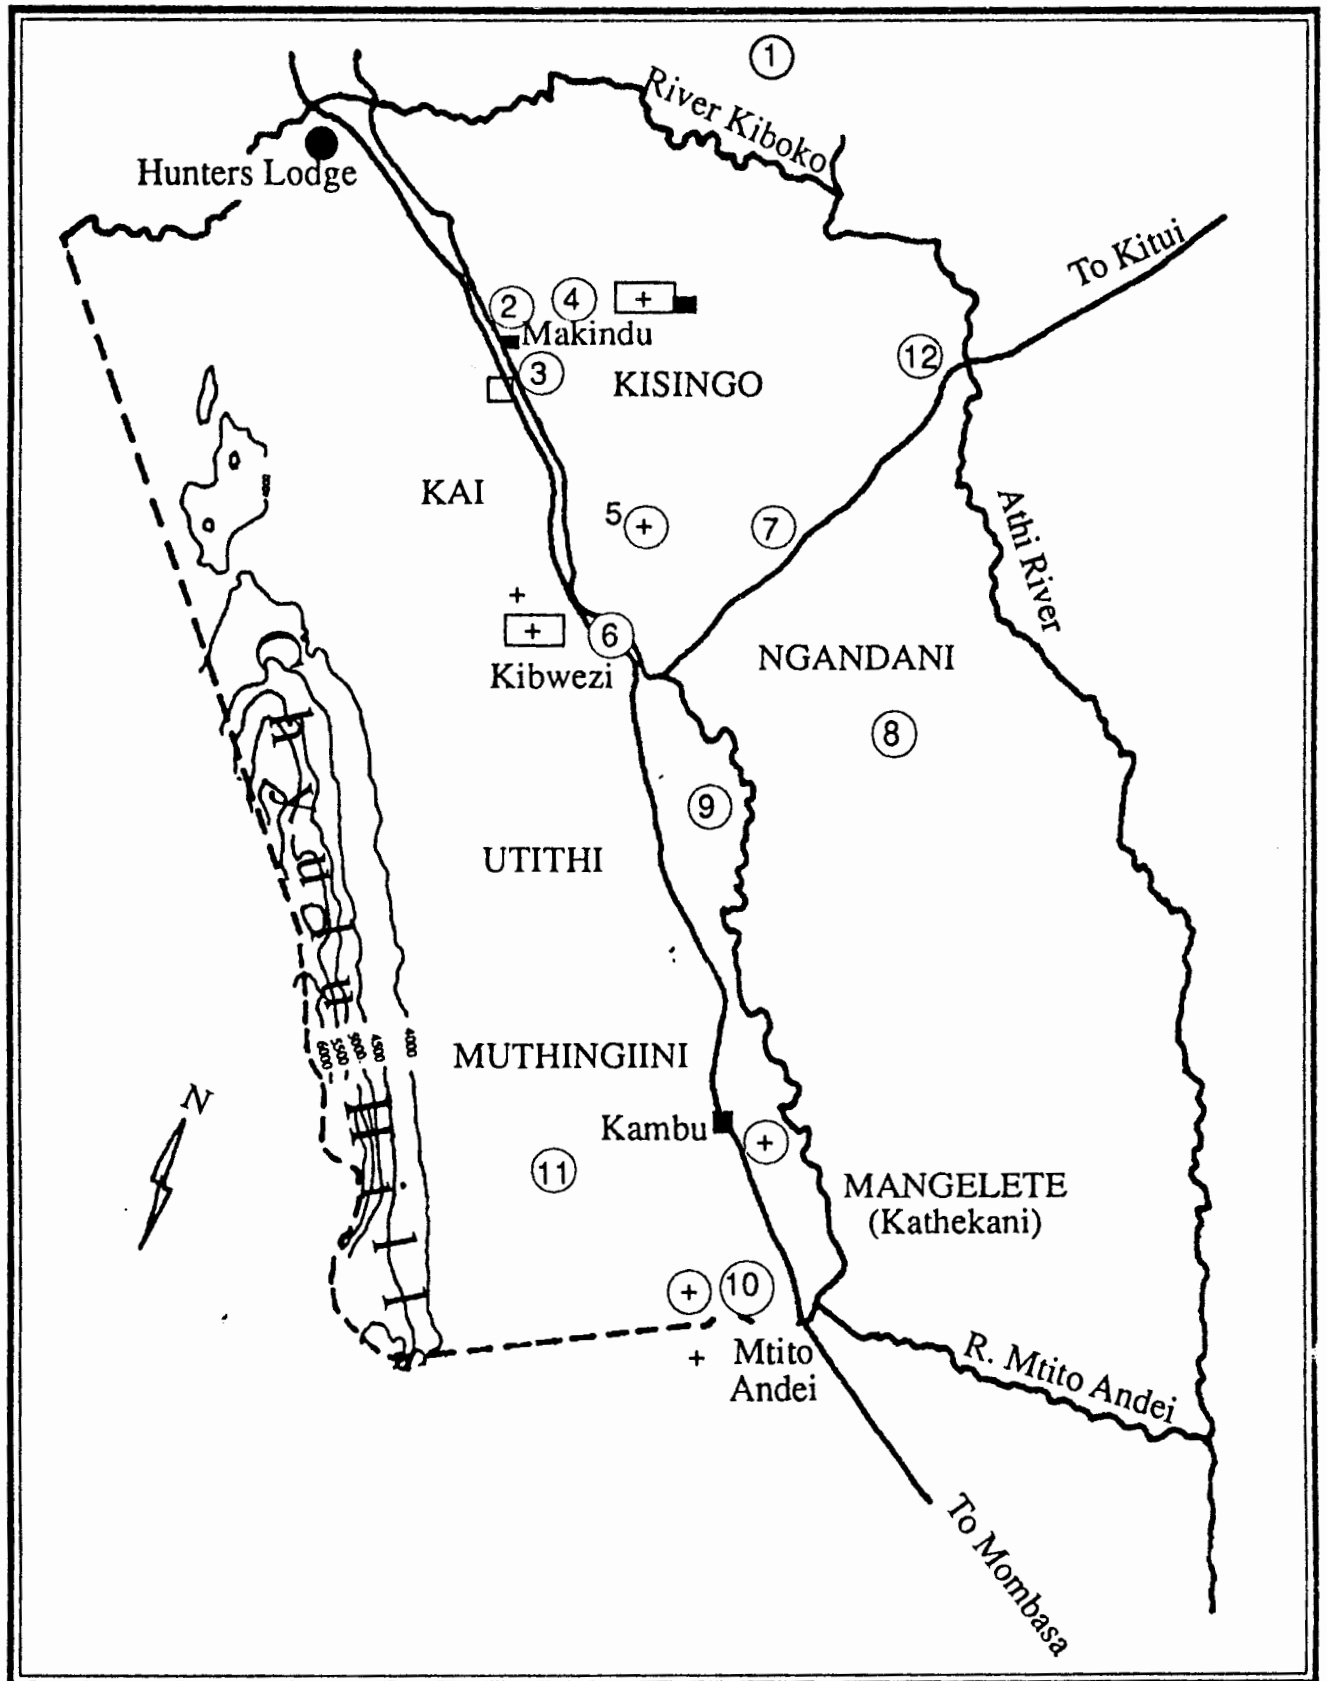 1
River Kiboko
Hunters Lodge
To Kitui
2
4
+
Makindu
3
12
KISINGO
KAI
5
+
7
Athi River
+
+
6
Kibwezi
NGANDANI
8
9
UTITHI
6000
5500
5000
4500
4000
MUTHINGIINI
N
Kambu
+
11
MANGELETE
(Kathekani)
+
10
+
Mtito
Andei
R. Mtito Andei
To Mombasa